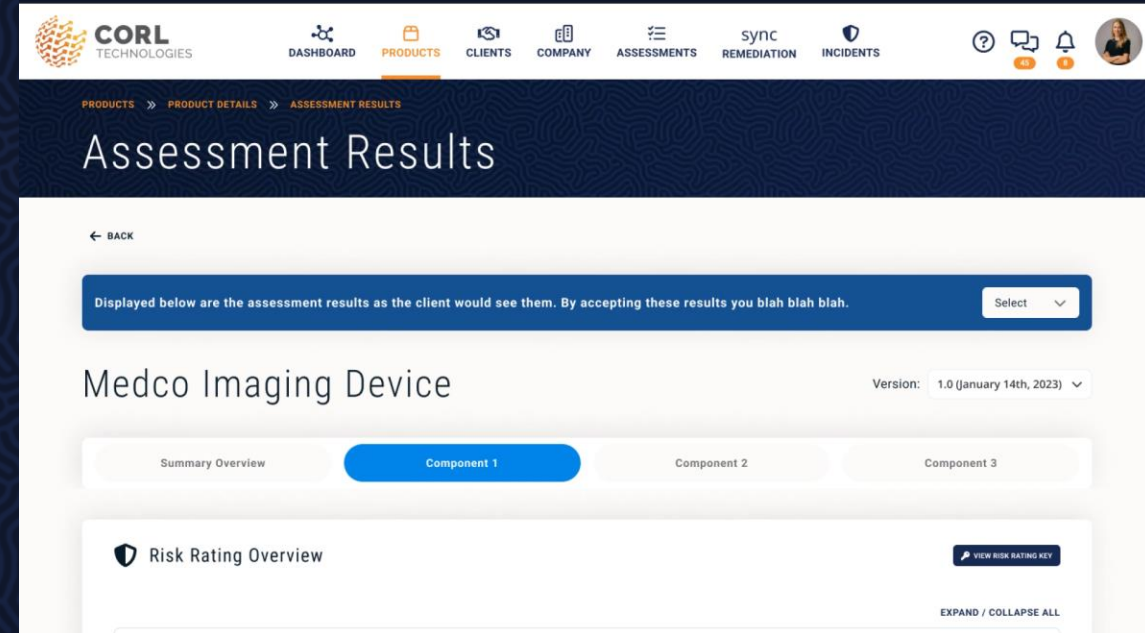 CORL
TECHNOLOGIES
DASHBOARD
PRODUCTS
CLIENTS
COMPANY
ASSESSMENTS
sync
REMEDIATION
INCIDENTS
?
45
8
PRODUCTS » PRODUCT DETAILS » ASSESSMENT RESULTS
Assessment Results
← BACK
Displayed below are the assessment results as the client would see them. By accepting these results you blah blah blah.
Select
Medco Imaging Device
Version: 1.0 (January 14th, 2023)
Summary Overview
Component 1
Component 2
Component 3
Risk Rating Overview
VIEW RISK RATING KEY
EXPAND / COLLAPSE ALL